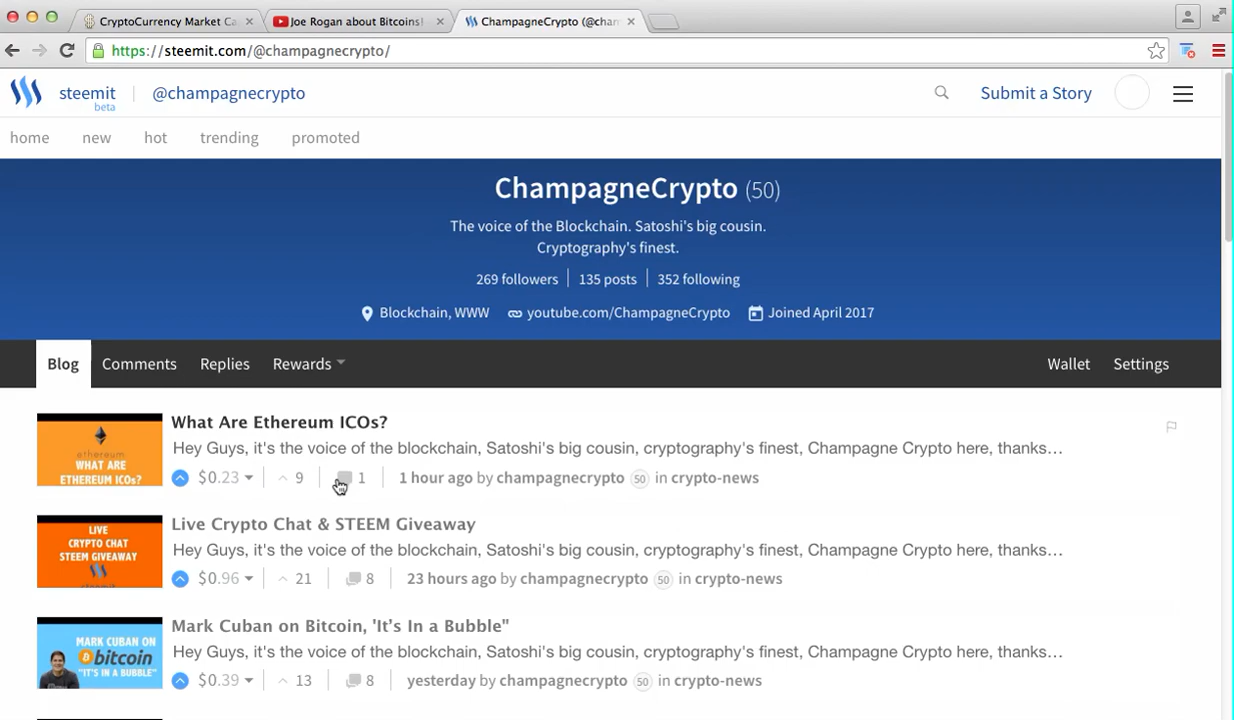 CryptoCurrency Market Ca
Joe Rogan about Bitcoins!
ChampagneCrypto (@cham
https://steemit.com/@champagnecrypto/
steemit
beta
@champagnecrypto
Submit a Story
home new hot trending promoted
ChampagneCrypto (50)
The voice of the Blockchain. Satoshi's big cousin.
Cryptography's finest.
269 followers 135 posts 352 following
Blockchain, WWW youtube.com/ChampagneCrypto Joined April 2017
Blog Comments Replies Rewards Wallet Settings
ethereum
WHAT ARE
ETHEREUM ICOs?
What Are Ethereum ICOs?
Hey Guys, it's the voice of the blockchain, Satoshi's big cousin, cryptography's finest, Champagne Crypto here, thanks…
$0.23 9 1 1 hour ago by champagnecrypto 50 in crypto-news
LIVE
CRYPTO CHAT
STEEM GIVEAWAY
steemit
Live Crypto Chat & STEEM Giveaway
Hey Guys, it's the voice of the blockchain, Satoshi's big cousin, cryptography's finest, Champagne Crypto here, thanks…
$0.96 21 8 23 hours ago by champagnecrypto 50 in crypto-news
MARK CUBAN ON
bitcoin
"IT'S IN A BUBBLE"
Mark Cuban on Bitcoin, 'It's In a Bubble"
Hey Guys, it's the voice of the blockchain, Satoshi's big cousin, cryptography's finest, Champagne Crypto here, thanks…
$0.39 13 8 yesterday by champagnecrypto 50 in crypto-news